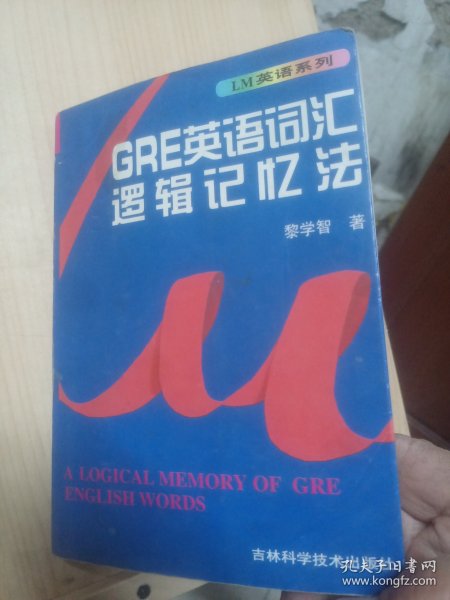 LM英语系列
GRE英语词汇
逻辑记忆法
黎学智 著
A LOGICAL MEMORY OF GRE
ENGLISH WORDS
吉林科学技术出版社
孔夫子旧书网
www.kongfz.com